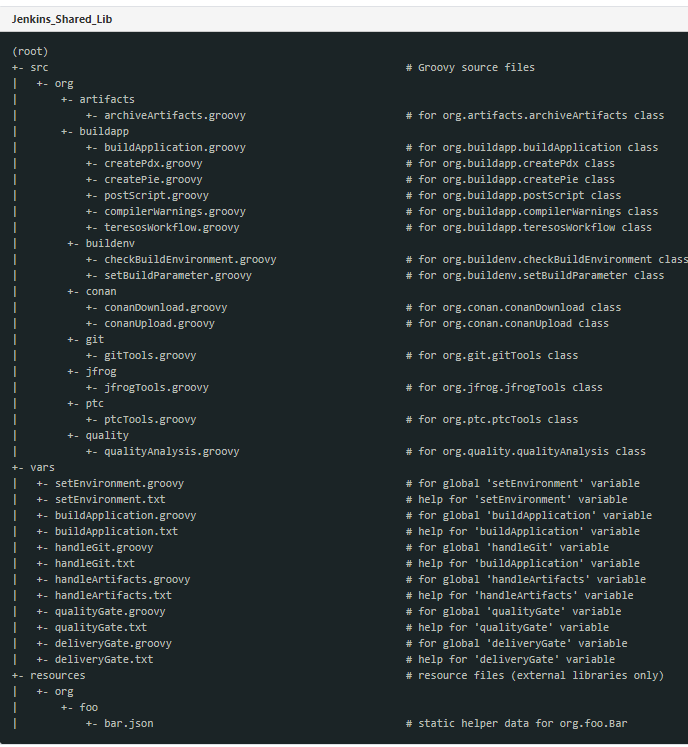 Jenkins_Shared_Lib
(root)
+- src                                                          # Groovy source files
|   +- org
|       +- artifacts
|           +- archiveArtifacts.groovy                          # for org.artifacts.archiveArtifacts class
|       +- buildapp
|           +- buildApplication.groovy                          # for org.buildapp.buildApplication class
|           +- createPdx.groovy                                 # for org.buildapp.createPdx class
|           +- createPie.groovy                                 # for org.buildapp.createPie class
|           +- postScript.groovy                                # for org.buildapp.postScript class
|           +- compilerWarnings.groovy                          # for org.buildapp.compilerWarnings class
|           +- teresosWorkflow.groovy                           # for org.buildapp.teresosWorkflow class
|        +- buildenv
|           +- checkBuildEnvironment.groovy                     # for org.buildenv.checkBuildEnvironment class
|           +- setBuildParameter.groovy                         # for org.buildenv.setBuildParameter class
|        +- conan
|           +- conanDownload.groovy                             # for org.conan.conanDownload class
|           +- conanUpload.groovy                               # for org.conan.conanUpload class
|        +- git
|           +- gitTools.groovy                                  # for org.git.gitTools class
|        +- jfrog
|           +- jfrogTools.groovy                                # for org.jfrog.jfrogTools class
|        +- ptc
|           +- ptcTools.groovy                                  # for org.ptc.ptcTools class
|        +- quality
|           +- qualityAnalysis.groovy                           # for org.quality.qualityAnalysis class
+- vars
|   +- setEnvironment.groovy                                    # for global 'setEnvironment' variable
|   +- setEnvironment.txt                                       # help for 'setEnvironment' variable
|   +- buildApplication.groovy                                  # for global 'buildApplication' variable
|   +- buildApplication.txt                                     # help for 'buildApplication' variable
|   +- handleGit.groovy                                         # for global 'handleGit' variable
|   +- handleGit.txt                                            # help for 'buildApplication' variable
|   +- handleArtifacts.groovy                                   # for global 'handleArtifacts' variable
|   +- handleArtifacts.txt                                      # help for 'handleArtifacts' variable
|   +- qualityGate.groovy                                       # for global 'qualityGate' variable
|   +- qualityGate.txt                                          # help for 'qualityGate' variable
|   +- deliveryGate.groovy                                      # for global 'deliveryGate' variable
|   +- deliveryGate.txt                                         # help for 'deliveryGate' variable
+- resources                                                    # resource files (external libraries only)
|   +- org
|       +- foo
|           +- bar.json                                         # static helper data for org.foo.Bar